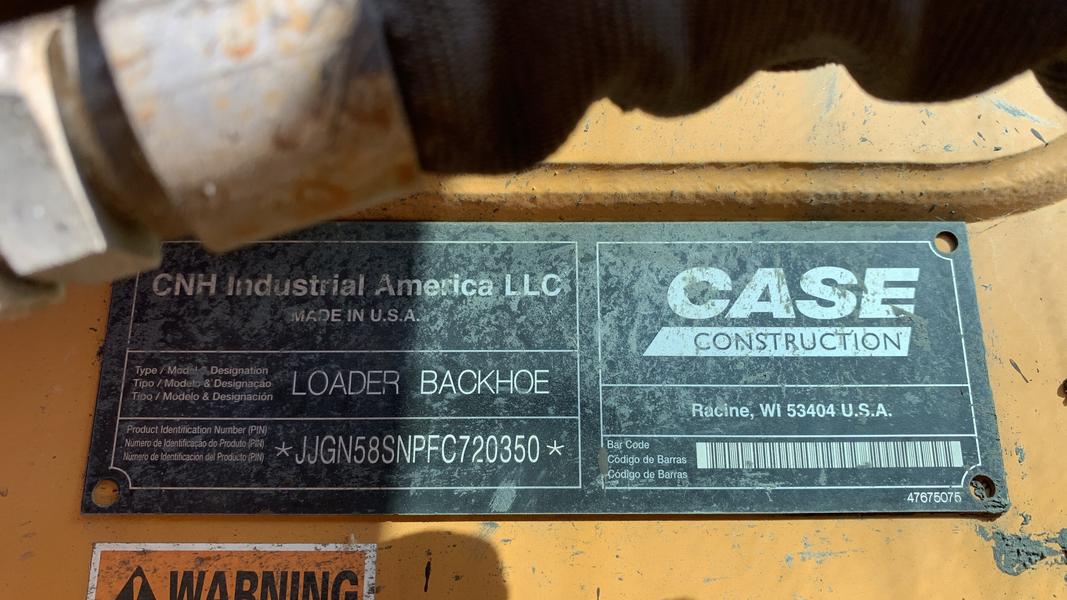 CNH Industrial America LLC
MADE IN U.S.A.
Type / Model & Designation
Tipo / Modelo & Designação
Tipo / Modelo & Designación
LOADER BACKHOE
Product Identification Number (PIN)
Número de Identificação do Produto (PIN)
Número de Identificación del Producto (PIN)
*JJGN58SNPFC720350*
CASE
CONSTRUCTION
Racine, WI 53404 U.S.A.
Bar Code
Código de Barras
Código de Barras
47675075
WARNING